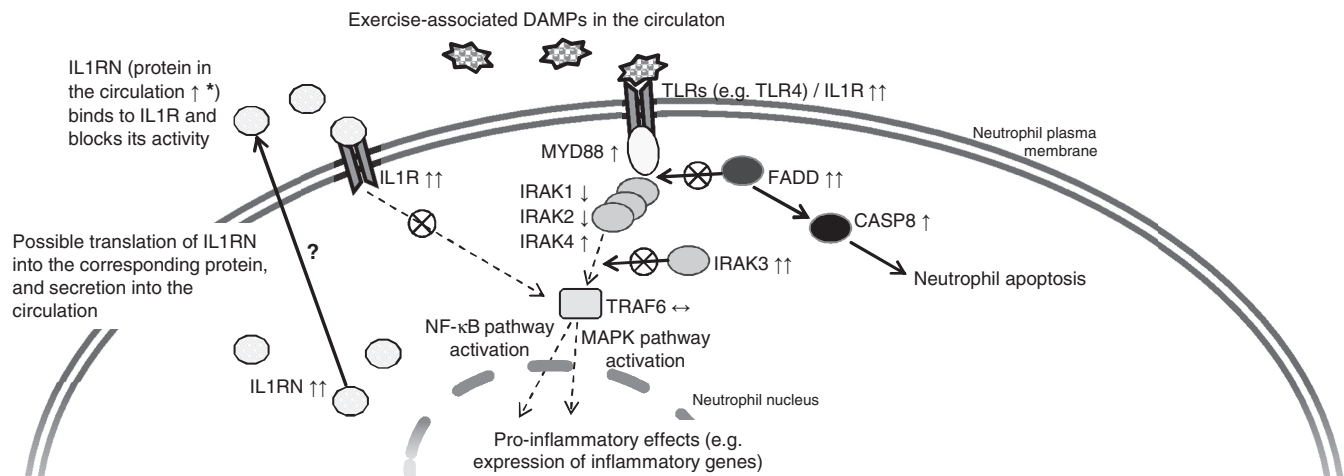 Exercise-associated DAMPs in the circulaton
IL1RN (protein in
the circulation ↑ *)
binds to IL1R and
blocks its activity
TLRs (e.g. TLR4) / IL1R ↑↑
Neutrophil plasma
membrane
MYD88 ↑
IL1R ↑↑
FADD ↑↑
IRAK1 ↓
IRAK2 ↓
IRAK4 ↑
CASP8 ↑
Possible translation of IL1RN
into the corresponding protein,
and secretion into the
circulation
?
IRAK3 ↑↑
Neutrophil apoptosis
TRAF6 ↔
NF-κB pathway
activation
MAPK pathway
activation
IL1RN ↑↑
Neutrophil nucleus
Pro-inflammatory effects (e.g.
expression of inflammatory genes)